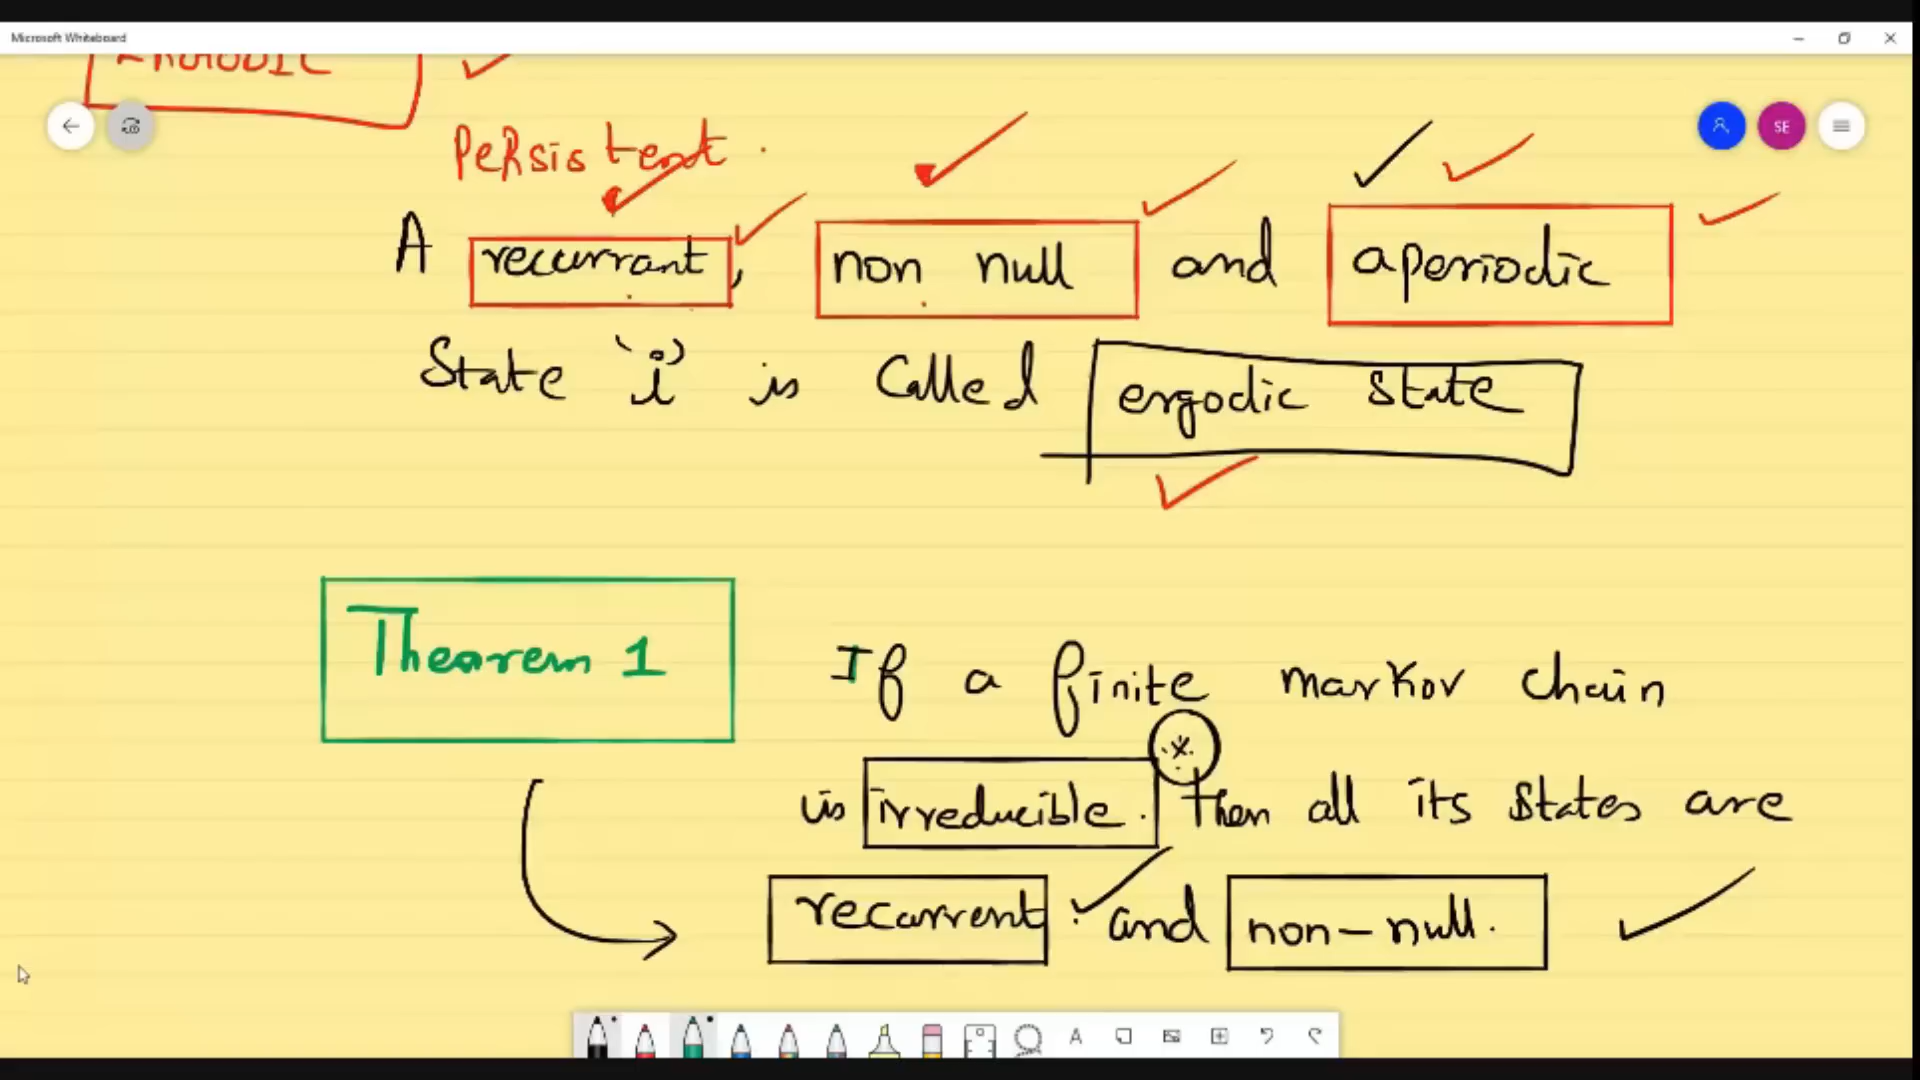 Microsoft Whiteboard
SE
Persistent.
A recurrant, non null and aperiodic
State 'i' is Called ergodic State
Theorem 1
If a finite markov chain
is irreducible. * Then all its States are
recurrent. and non-null.
A